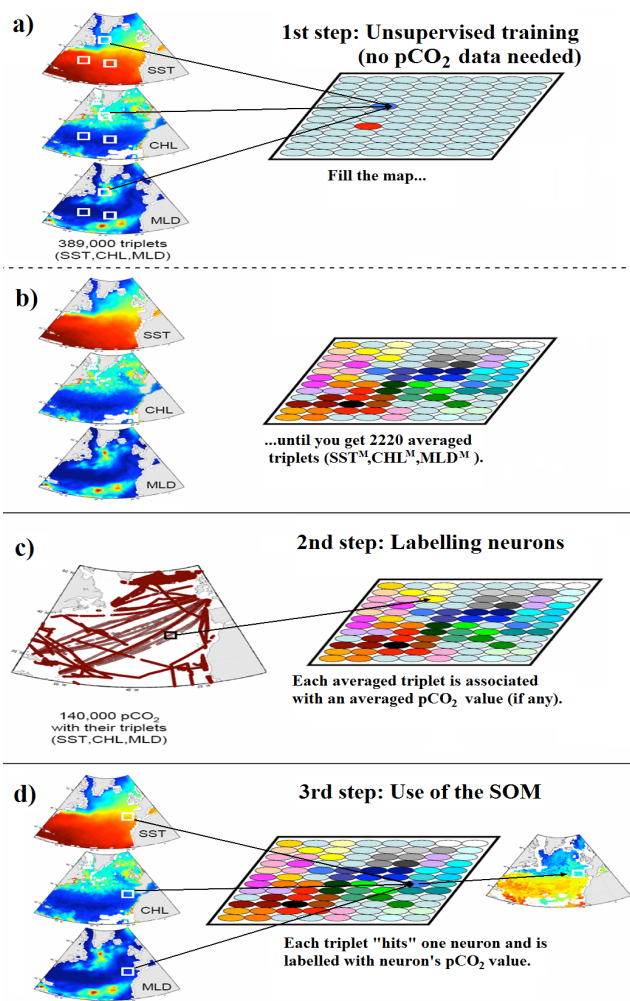 a)
1st step: Unsupervised training
(no pCO₂ data needed)
SST
CHL
MLD
Fill the map...
389,000 triplets
(SST,CHL,MLD)
b)
SST
CHL
MLD
...until you get 2220 averaged
triplets (SSTᴹ,CHLᴹ,MLDᴹ ).
c)
2nd step: Labelling neurons
Each averaged triplet is associated
with an averaged pCO₂ value (if any).
140,000 pCO₂
with their triplets
(SST,CHL,MLD)
d)
3rd step: Use of the SOM
SST
CHL
MLD
Each triplet "hits" one neuron and is
labelled with neuron's pCO₂ value.